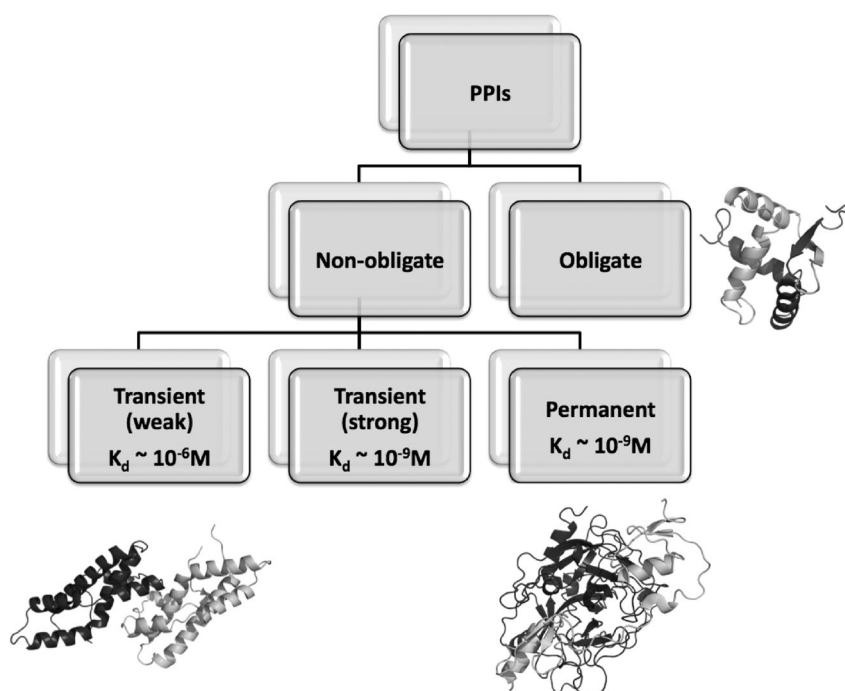 PPIs
Non-obligate
Obligate
Transient
(weak)
K_d ~ 10⁻⁶M
Transient
(strong)
K_d ~ 10⁻⁹M
Permanent
K_d ~ 10⁻⁹M